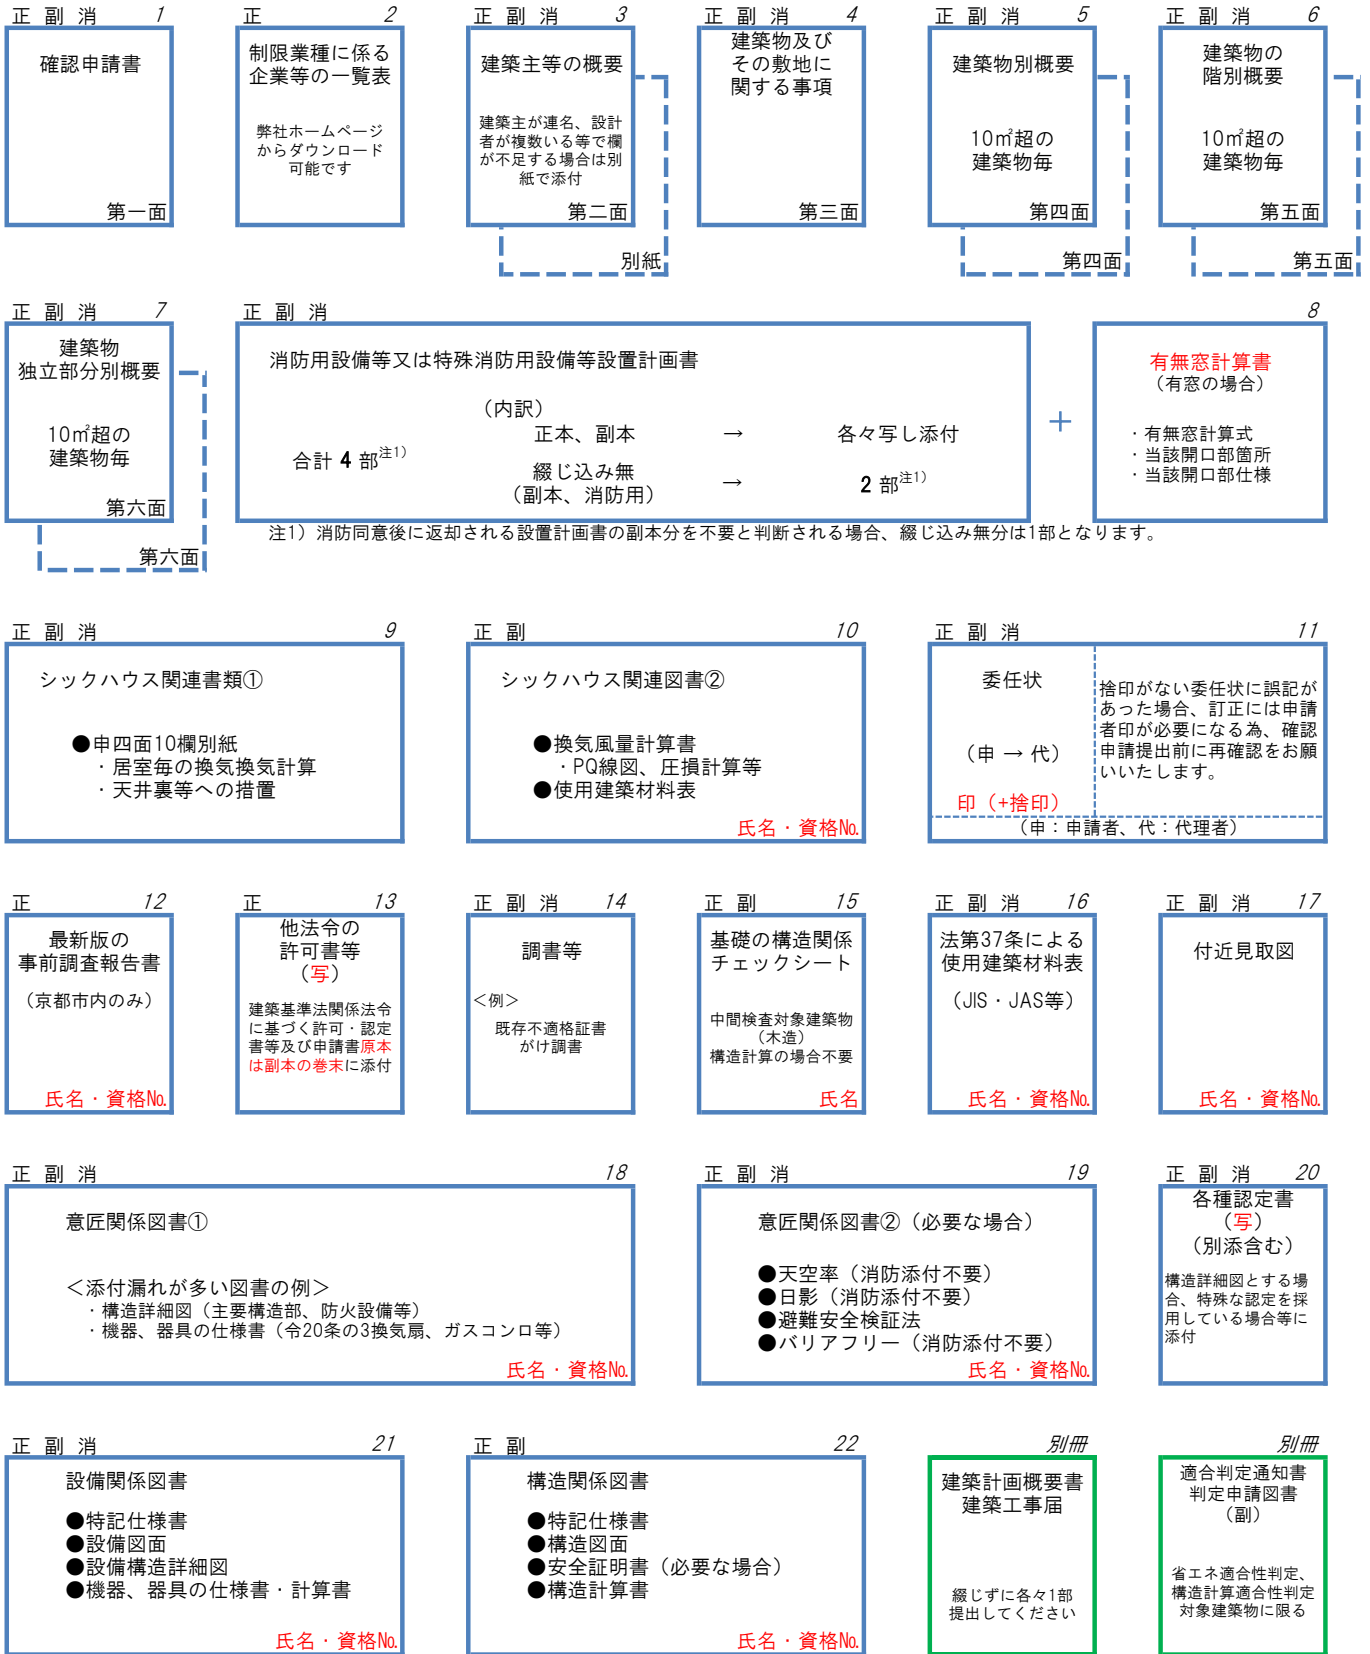 正 副 消 1
確認申請書
第一面
正 2
制限業種に係る
企業等の一覧表
弊社ホームページ
からダウンロード
可能です
正 副 消 3
建築主等の概要
建築主が連名、設計
者が複数いる等で欄
が不足する場合は別
紙で添付
第二面
別紙
正 副 消 4
建築物及び
その敷地に
関する事項
第三面
正 副 消 5
建築物別概要
10㎡超の
建築物毎
第四面
第四面
正 副 消 6
建築物の
階別概要
10㎡超の
建築物毎
第五面
第五面
正 副 消 7
建築物
独立部分別概要
10㎡超の
建築物毎
第六面
第六面
正 副 消
消防用設備等又は特殊消防用設備等設置計画書
(内訳)
正本、副本 → 各々写し添付
合計 4 部注1)
綴じ込み無
(副本、消防用) → 2 部注1)
+
8
有無窓計算書
(有窓の場合)
・有無窓計算式
・当該開口部箇所
・当該開口部仕様
注1) 消防同意後に返却される設置計画書の副本分を不要と判断される場合、綴じ込み無分は1部となります。
正 副 消 9
シックハウス関連書類①
●申四面10欄別紙
・居室毎の換気換気計算
・天井裏等への措置
正 副 10
シックハウス関連図書②
●換気風量計算書
・PQ線図、圧損計算等
●使用建築材料表
氏名・資格№
正 副 消 11
委任状
(申 → 代)
印 (+捨印)
捨印がない委任状に誤記が
あった場合、訂正には申請
者印が必要になる為、確認
申請提出前に再確認をお願
いいたします。
(申：申請者、代：代理者)
正 12
最新版の
事前調査報告書
(京都市内のみ)
氏名・資格№
正 13
他法令の
許可書等
(写)
建築基準法関係法令
に基づく許可・認定
書等及び申請書原本
は副本の巻末に添付
正 副 消 14
調書等
＜例＞
既存不適格証書
がけ調書
正 副 15
基礎の構造関係
チェックシート
中間検査対象建築物
(木造)
構造計算の場合不要
氏名
正 副 消 16
法第37条による
使用建築材料表
(JIS・JAS等)
氏名・資格№
正 副 消 17
付近見取図
氏名・資格№
正 副 消 18
意匠関係図書①
＜添付漏れが多い図書の例＞
・構造詳細図 (主要構造部、防火設備等)
・機器、器具の仕様書 (令20条の3換気扇、ガスコンロ等)
氏名・資格№
正 副 消 19
意匠関係図書② (必要な場合)
●天空率 (消防添付不要)
●日影 (消防添付不要)
●避難安全検証法
●バリアフリー (消防添付不要)
氏名・資格№
正 副 消 20
各種認定書
(写)
(別添含む)
構造詳細図とする場
合、特殊な認定を採
用している場合等に
添付
正 副 消 21
設備関係図書
●特記仕様書
●設備図面
●設備構造詳細図
●機器、器具の仕様書・計算書
氏名・資格№
正 副 22
構造関係図書
●特記仕様書
●構造図面
●安全証明書 (必要な場合)
●構造計算書
氏名・資格№
別冊
建築計画概要書
建築工事届
綴じずに各々1部
提出してください
別冊
適合判定通知書
判定申請図書
(副)
省エネ適合性判定、
構造計算適合性判定
対象建築物に限る